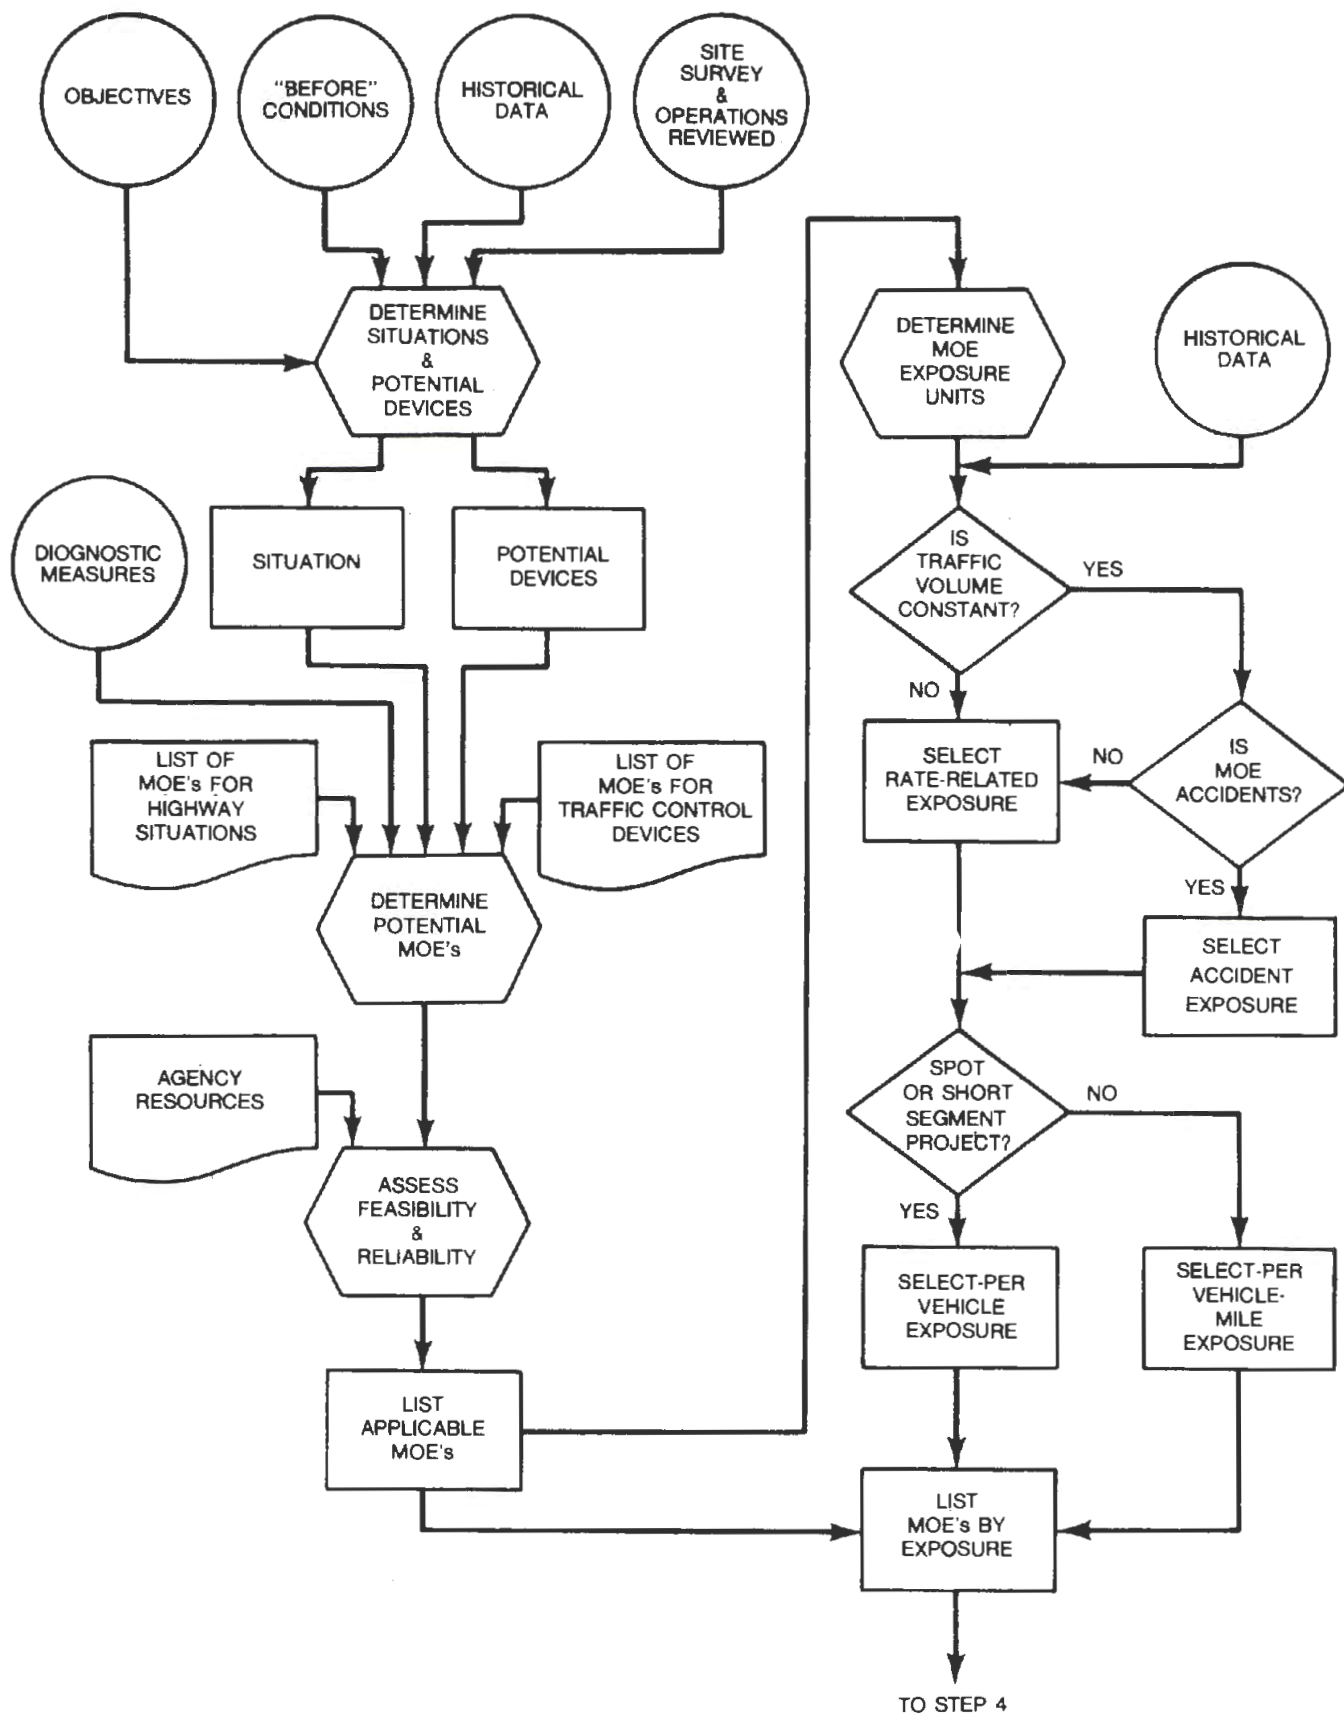 OBJECTIVES
"BEFORE"
CONDITIONS
HISTORICAL
DATA
SITE
SURVEY
&
OPERATIONS
REVIEWED
DETERMINE
SITUATIONS
&
POTENTIAL
DEVICES
SITUATION
POTENTIAL
DEVICES
DIOGNOSTIC
MEASURES
LIST OF
MOE's FOR
HIGHWAY
SITUATIONS
LIST OF
MOE's FOR
TRAFFIC CONTROL
DEVICES
DETERMINE
POTENTIAL
MOE's
AGENCY
RESOURCES
ASSESS
FEASIBILITY
&
RELIABILITY
LIST
APPLICABLE
MOE's
DETERMINE
MOE
EXPOSURE
UNITS
HISTORICAL
DATA
IS
TRAFFIC
VOLUME
CONSTANT?
YES
NO
SELECT
RATE-RELATED
EXPOSURE
NO
IS
MOE
ACCIDENTS?
YES
SELECT
ACCIDENT
EXPOSURE
SPOT
OR SHORT
SEGMENT
PROJECT?
NO
YES
SELECT-PER
VEHICLE
EXPOSURE
SELECT-PER
VEHICLE-
MILE
EXPOSURE
LIST
MOE's BY
EXPOSURE
TO STEP 4